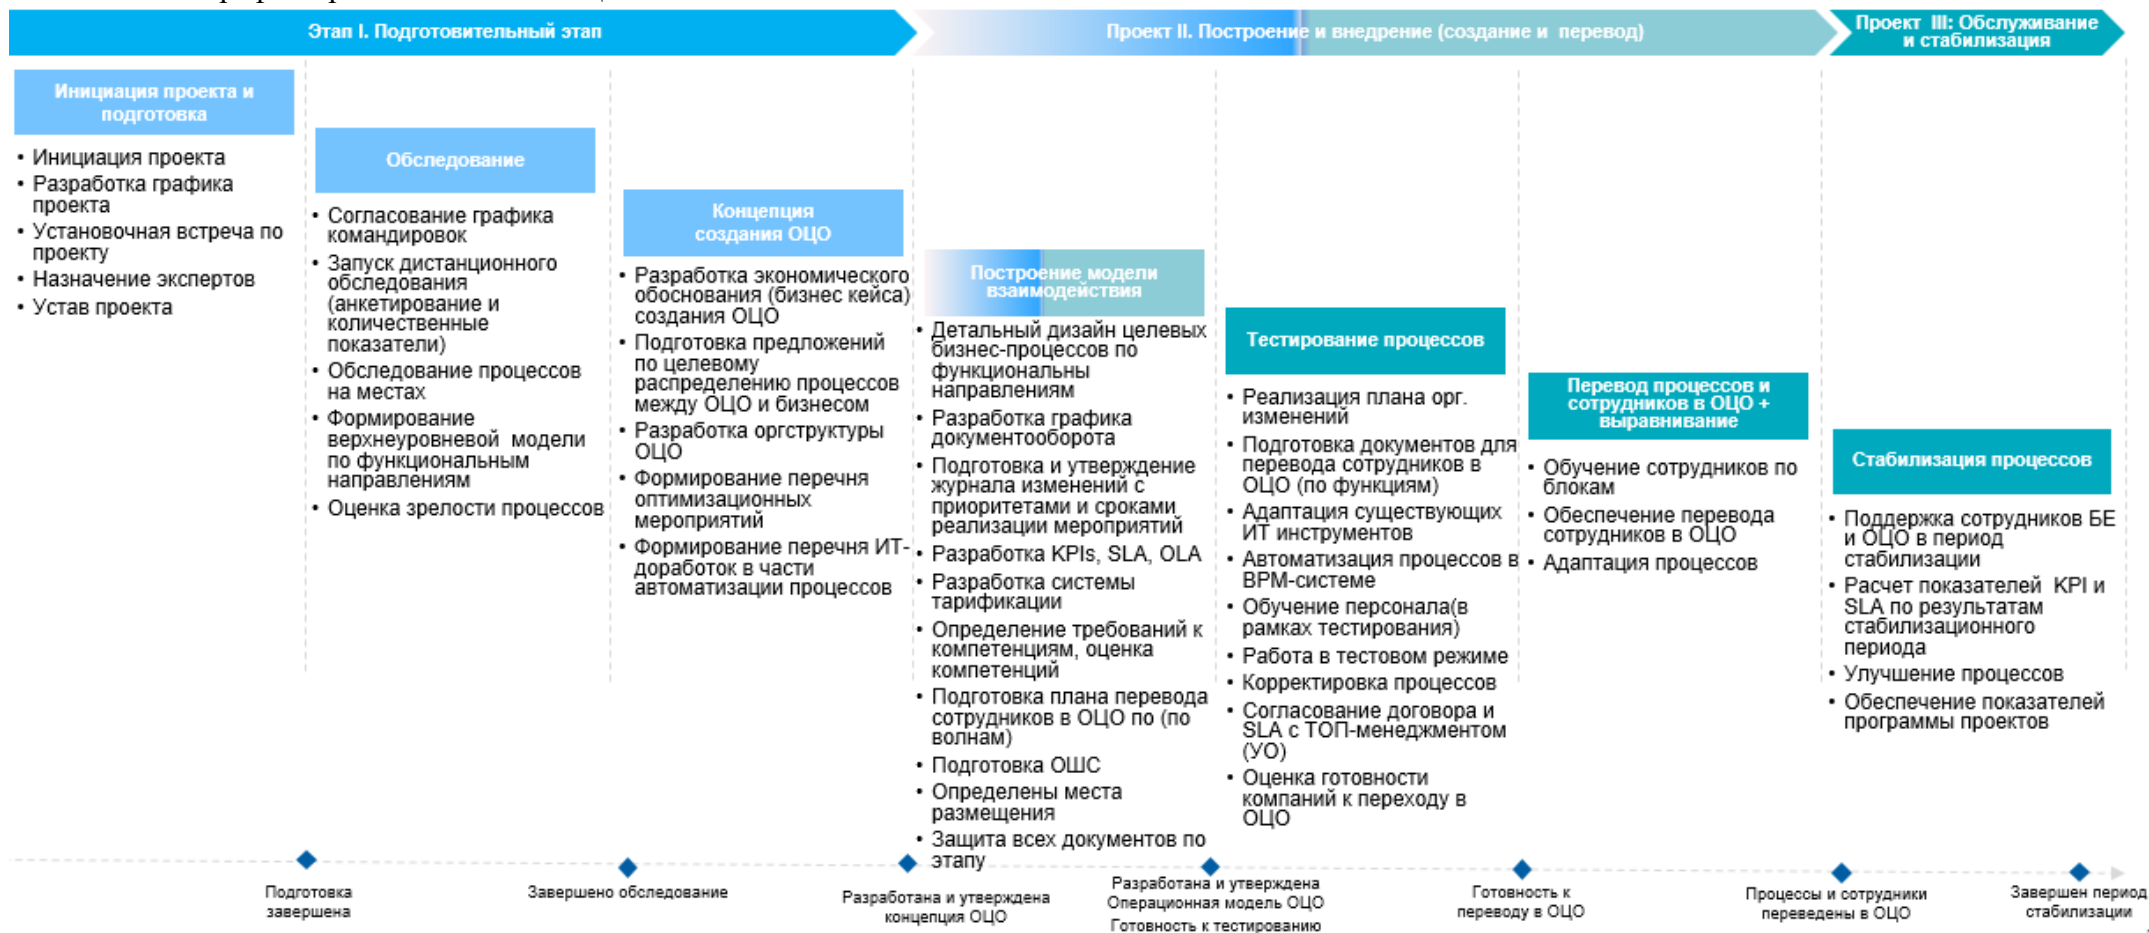 Этап I. Подготовительный этап
Проект II. Построение и внедрение (создание и перевод)
Проект III: Обслуживание
и стабилизация
Инициация проекта и
подготовка
• Инициация проекта
• Разработка графика
проекта
• Установочная встреча по
проекту
• Назначение экспертов
• Устав проекта
Обследование
• Согласование графика
командировок
• Запуск дистанционного
обследования
(анкетирование и
количественные
показатели)
• Обследование процессов
на местах
• Формирование
верхнеуровневой модели
по функциональным
направлениям
• Оценка зрелости процессов
Концепция
создания ОЦО
• Разработка экономического
обоснования (бизнес кейса)
создания ОЦО
• Подготовка предложений
по целевому
распределению процессов
между ОЦО и бизнесом
• Разработка оргструктуры
ОЦО
• Формирование перечня
оптимизационных
мероприятий
• Формирование перечня ИТ-
доработок в части
автоматизации процессов
Построение модели
взаимодействия
• Детальный дизайн целевых
бизнес-процессов по
функциональны
направлениям
• Разработка графика
документооборота
• Подготовка и утверждение
журнала изменений с
приоритетами и сроками
реализации мероприятий
• Разработка KPIs, SLA, OLA
• Разработка системы
тарификации
• Определение требований к
компетенциям, оценка
компетенций
• Подготовка плана перевода
сотрудников в ОЦО по (по
волнам)
• Подготовка ОШС
• Определены места
размещения
• Защита всех документов по
этапу
Тестирование процессов
• Реализация плана орг.
изменений
• Подготовка документов для
перевода сотрудников в
ОЦО (по функциям)
• Адаптация существующих
ИТ инструментов
• Автоматизация процессов в
BPM-системе
• Обучение персонала(в
рамках тестирования)
• Работа в тестовом режиме
• Корректировка процессов
• Согласование договора и
SLA с ТОП-менеджментом
(УО)
• Оценка готовности
компаний к переходу в
ОЦО
Перевод процессов и
сотрудников в ОЦО +
выравнивание
• Обучение сотрудников по
блокам
• Обеспечение перевода
сотрудников в ОЦО
• Адаптация процессов
Стабилизация процессов
• Поддержка сотрудников БЕ
и ОЦО в период
стабилизации
• Расчет показателей KPI и
SLA по результатам
стабилизационного
периода
• Улучшение процессов
• Обеспечение показателей
программы проектов
Подготовка
завершена
Завершено обследование
Разработана и утверждена
концепция ОЦО
Разработана и утверждена
Операционная модель ОЦО
Готовность к тестированию
Готовность к
переводу в ОЦО
Процессы и сотрудники
переведены в ОЦО
Завершен период
стабилизации